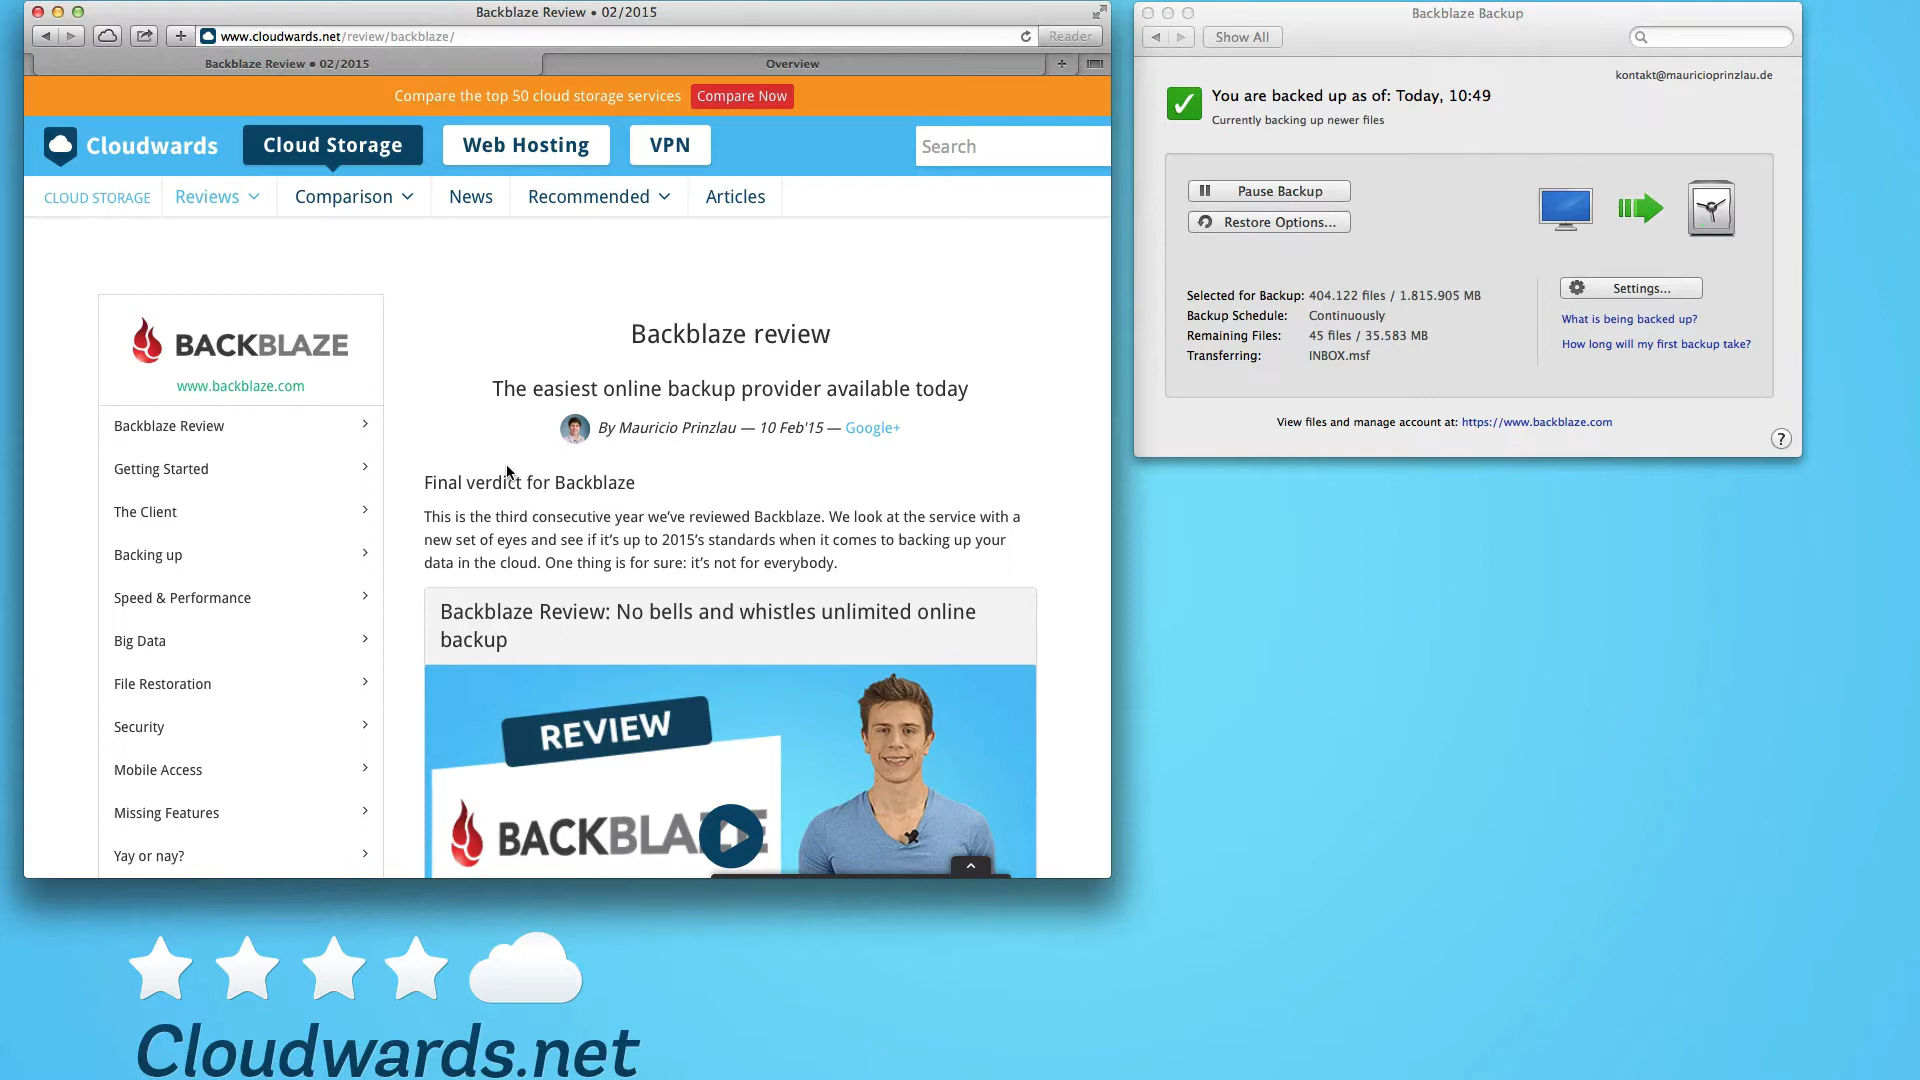 Backblaze Review • 02/2015
www.cloudwards.net/review/backblaze/
Reader
Backblaze Review • 02/2015
Overview
Compare the top 50 cloud storage services
Compare Now
Cloudwards
Cloud Storage
Web Hosting
VPN
Search
CLOUD STORAGE
Reviews
Comparison
News
Recommended
Articles
BACKBLAZE
www.backblaze.com
Backblaze Review
Getting Started
The Client
Backing up
Speed & Performance
Big Data
File Restoration
Security
Mobile Access
Missing Features
Yay or nay?
Backblaze review
The easiest online backup provider available today
By Mauricio Prinzlau — 10 Feb'15 — Google+
Final verdict for Backblaze
This is the third consecutive year we've reviewed Backblaze. We look at the service with a
new set of eyes and see if it's up to 2015's standards when it comes to backing up your
data in the cloud. One thing is for sure: it's not for everybody.
Backblaze Review: No bells and whistles unlimited online
backup
REVIEW
BACKBLAZE
Backblaze Backup
Show All
kontakt@mauricioprinzlau.de
You are backed up as of: Today, 10:49
Currently backing up newer files
Pause Backup
Restore Options...
Selected for Backup: 404.122 files / 1.815.905 MB
Backup Schedule: Continuously
Remaining Files: 45 files / 35.583 MB
Transferring: INBOX.msf
Settings...
What is being backed up?
How long will my first backup take?
View files and manage account at: https://www.backblaze.com
?
Cloudwards.net